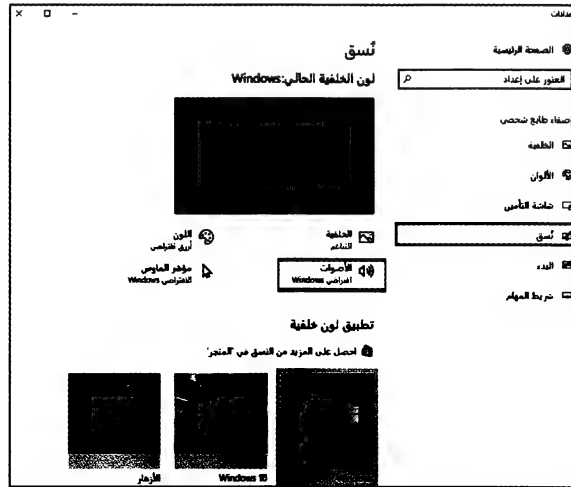 الصفحة الرئيسية
العثور على إعداد
إضفاء طابع شخصي
الخلفية
الألوان
شاشة التأمين
نُسق
البدء
شريط المهام
نُسق
لون الخلفية الحالي: Windows
الخلفية
التناغم
اللون
أزرق افتراضي
الأصوات
افتراضي Windows
مؤشر الماوس
الافتراضي Windows
تطبيق لون خلفية
احصل على المزيد من النسق في 'المتجر'
Windows 10
الأزهار